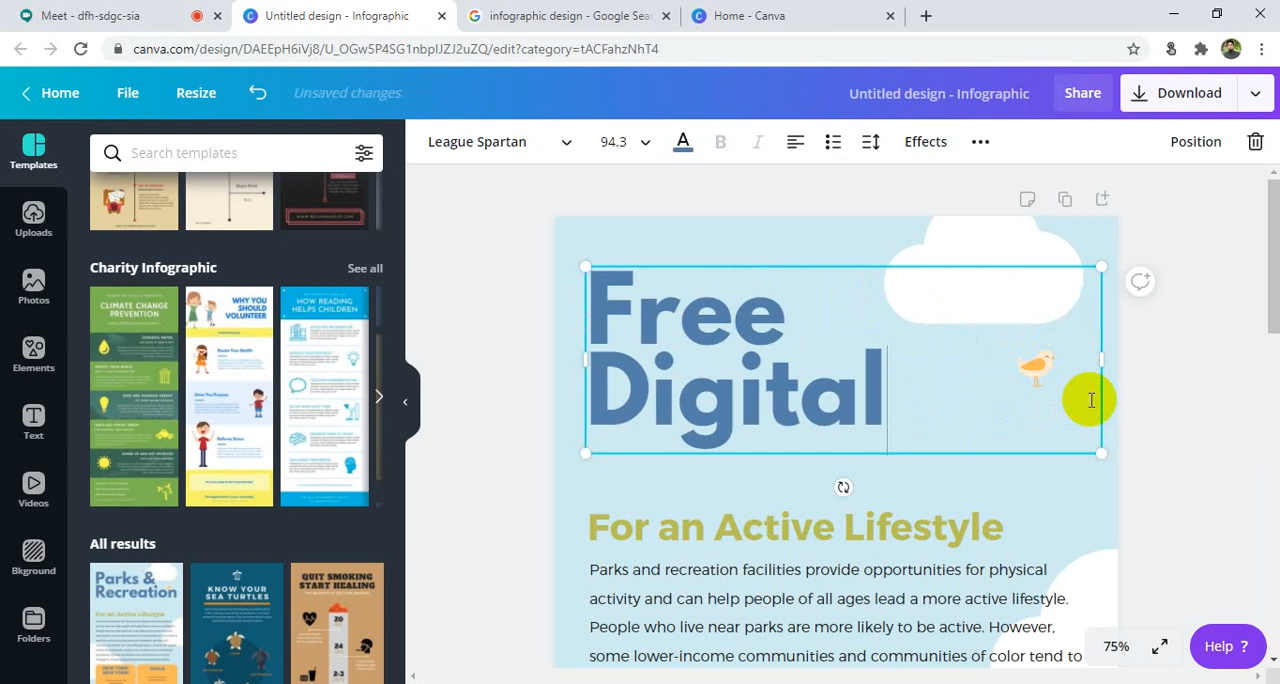 Meet - dfh-sdgc-sia
Untitled design - Infographic
infographic design - Google Sea
Home - Canva
canva.com/design/DAEEpH6iVj8/U_OGw5P4SG1nbpIJZJ2uZQ/edit?category=tACFahzNhT4
Home
File
Resize
Unsaved changes
Untitled design - Infographic
Share
Download
Templates
Search templates
League Spartan
94.3
A
B
I
Effects
•••
Position
Uploads
Photos
Elements
Text
Videos
Bkground
Folders
Charity Infographic
See all
CLIMATE CHANGE
PREVENTION
WHY YOU
SHOULD
VOLUNTEER
HOW READING
HELPS CHILDREN
All results
Parks &
Recreation
For an Active Lifestyle
KNOW YOUR
SEA TURTLES
QUIT SMOKING
START HEALING
Free
Digital
For an Active Lifestyle
Parks and recreation facilities provide opportunities for physical
activity and help people of all ages lead a more active lifestyle.
People who live near parks are more likely to be active. However,
some lower-income communities and communities of color tend to
75%
Help ?